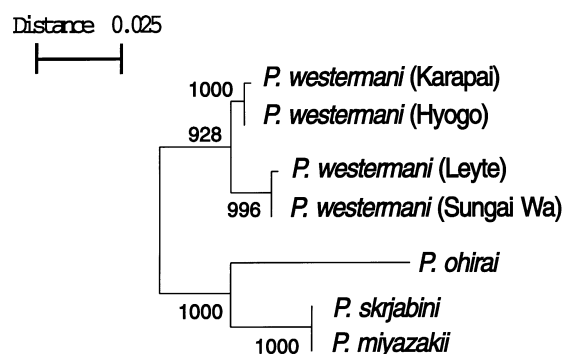 Distance 0.025
1000
P. westermani (Karapai)
P. westermani (Hyogo)
928
P. westermani (Leyte)
996
P. westermani (Sungai Wa)
P. ohirai
1000
P. skrjabini
1000
P. miyazakii